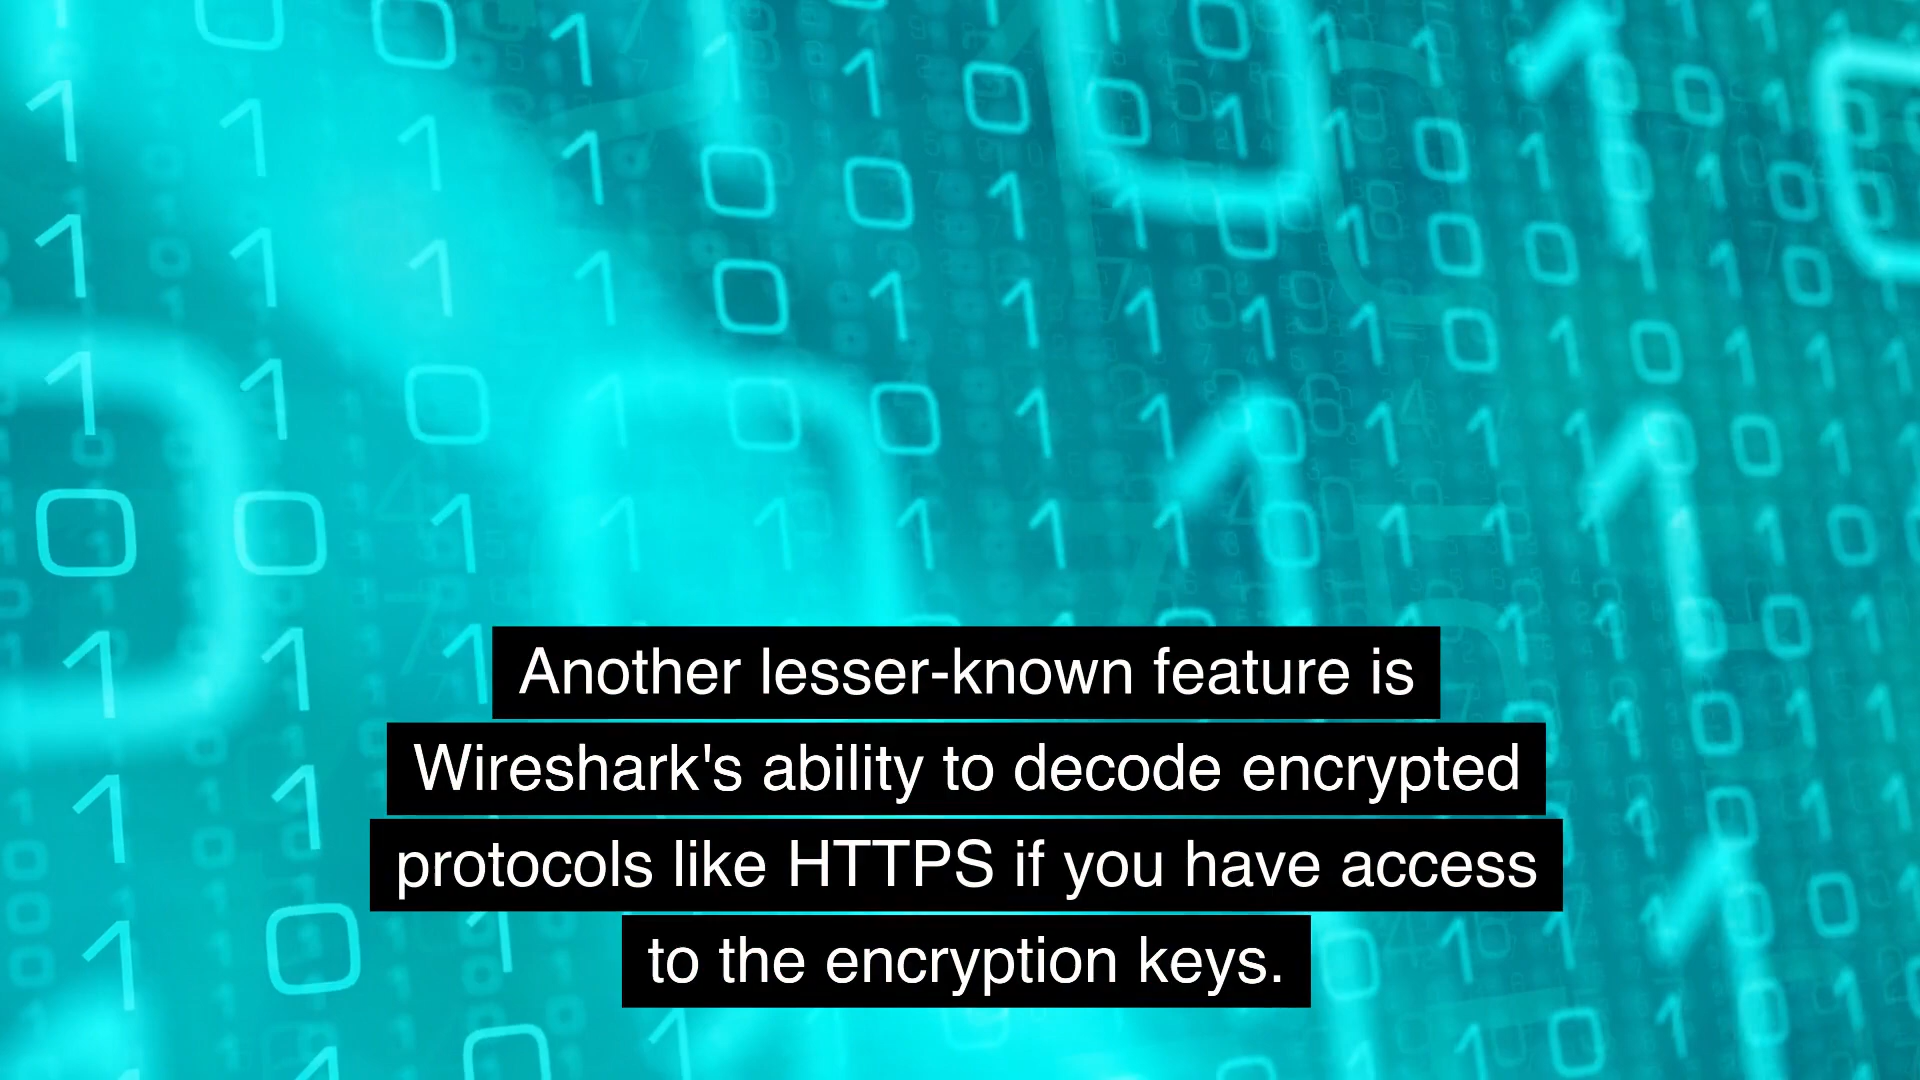 Another lesser-known feature is
Wireshark's ability to decode encrypted
protocols like HTTPS if you have access
to the encryption keys.